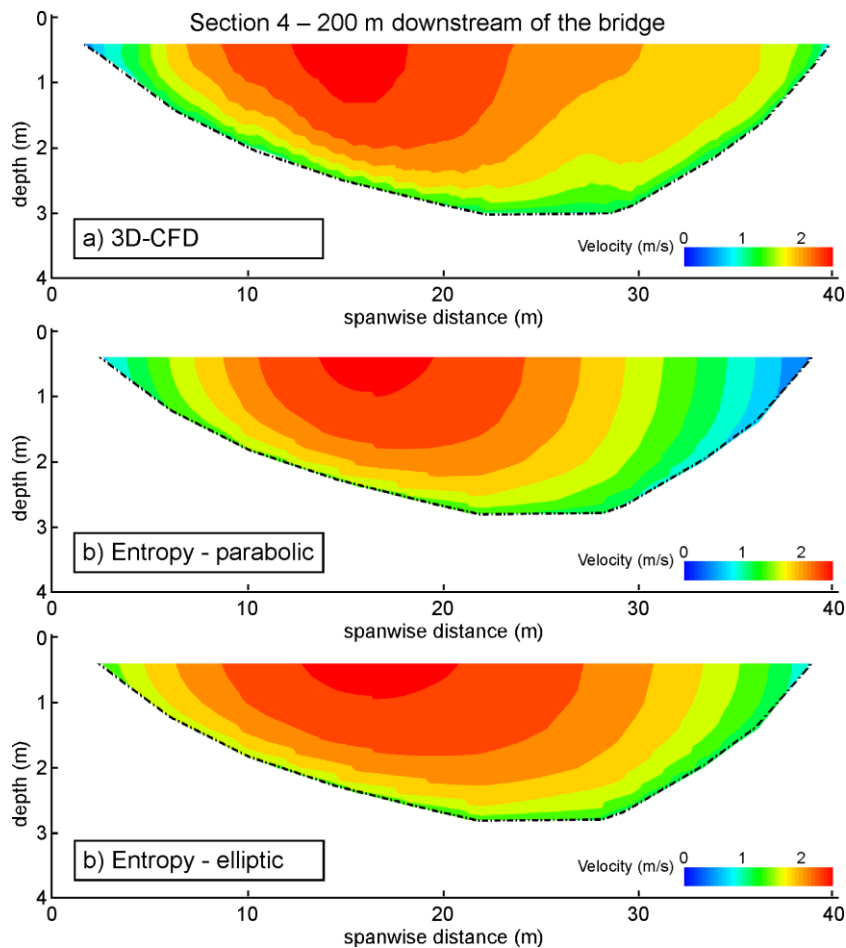 Section 4 – 200 m downstream of the bridge
0
1
2
3
4
depth (m)
a) 3D-CFD
Velocity (m/s) 0 1 2
0 10 20 30 40
spanwise distance (m)
0
1
2
3
4
depth (m)
b) Entropy - parabolic
Velocity (m/s) 0 1 2
0 10 20 30 40
spanwise distance (m)
0
1
2
3
4
depth (m)
b) Entropy - elliptic
Velocity (m/s) 0 1 2
0 10 20 30 40
spanwise distance (m)